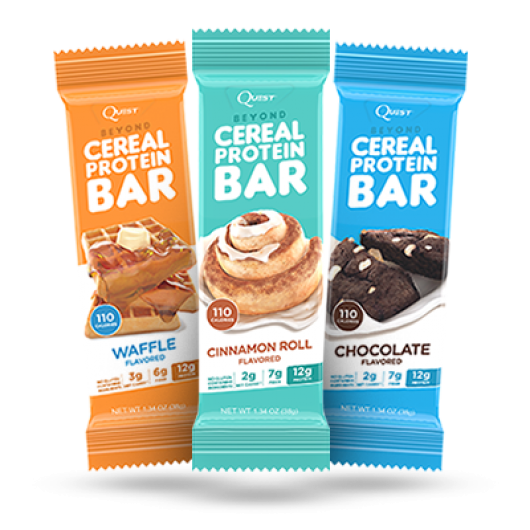 QUEST
BEYOND
CEREAL
PROTEIN
BAR
110
CALORIES
WAFFLE
FLAVORED
3g
6g
12g
NET WT 1.34 OZ (38g)
QUEST
BEYOND
CEREAL
PROTEIN
BAR
110
CALORIES
CINNAMON ROLL
FLAVORED
2g
7g
12g
NET WT 1.34 OZ (38g)
QUEST
BEYOND
CEREAL
PROTEIN
BAR
110
CALORIES
CHOCOLATE
FLAVORED
2g
7g
12g
NET WT 1.34 OZ (38g)